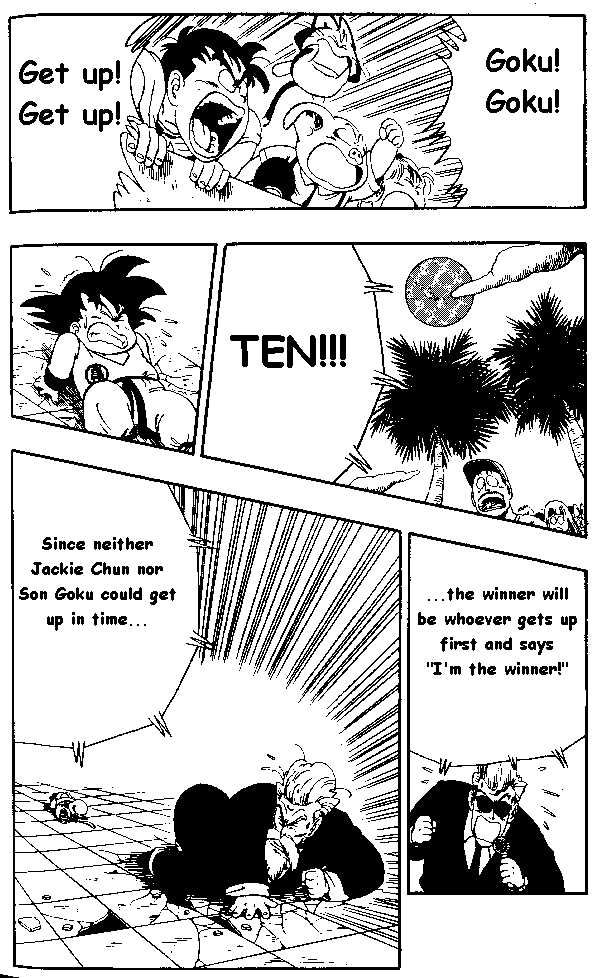 Get up!
Get up!
Goku!
Goku!
TEN!!!
Since neither
Jackie Chun nor
Son Goku could get
up in time...
...the winner will
be whoever gets up
first and says
"I'm the winner!"